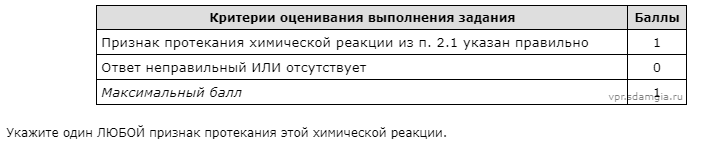 Критерии оценивания выполнения задания Баллы
Признак протекания химической реакции из п. 2.1 указан правильно 1
Ответ неправильный ИЛИ отсутствует 0
Максимальный балл 1
vpr.sdamgia.ru
Укажите один ЛЮБОЙ признак протекания этой химической реакции.